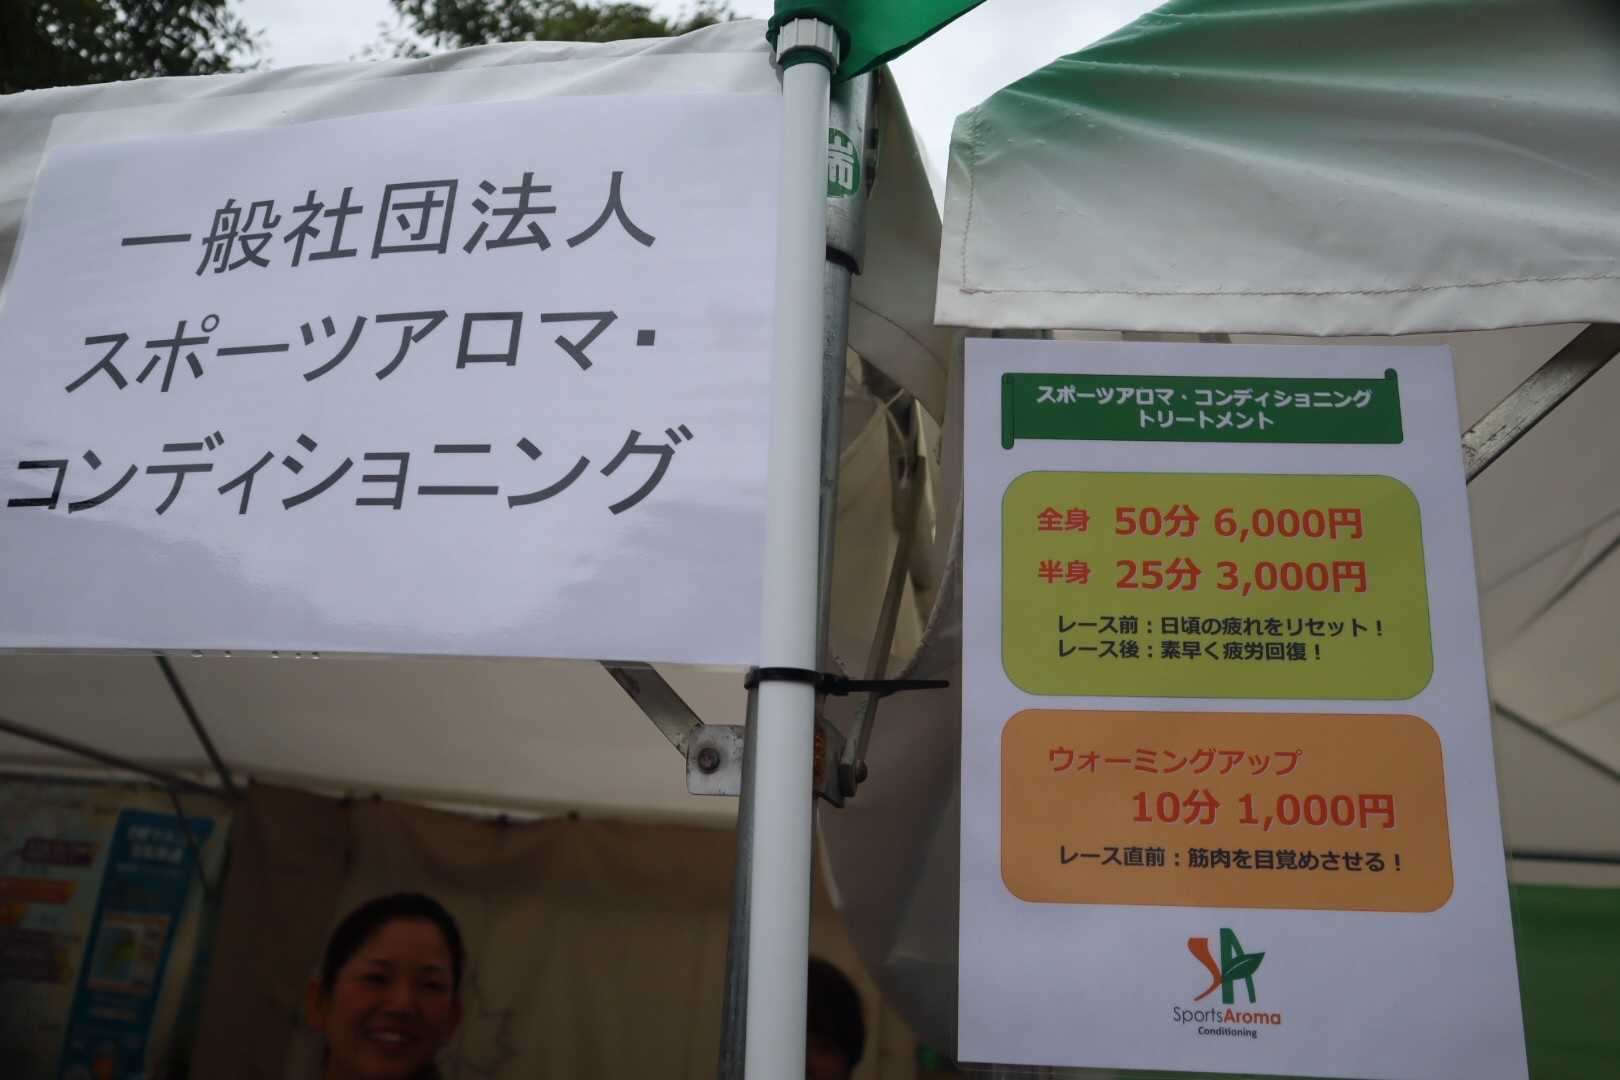 一般社団法人
スポーツアロマ・
コンディショニング
スポーツアロマ・コンディショニング
トリートメント
全身 50分 6,000円
半身 25分 3,000円
レース前：日頃の疲れをリセット！
レース後：素早く疲労回復！
ウォーミングアップ
10分 1,000円
レース直前：筋肉を目覚めさせる！
SportsAroma
Conditioning